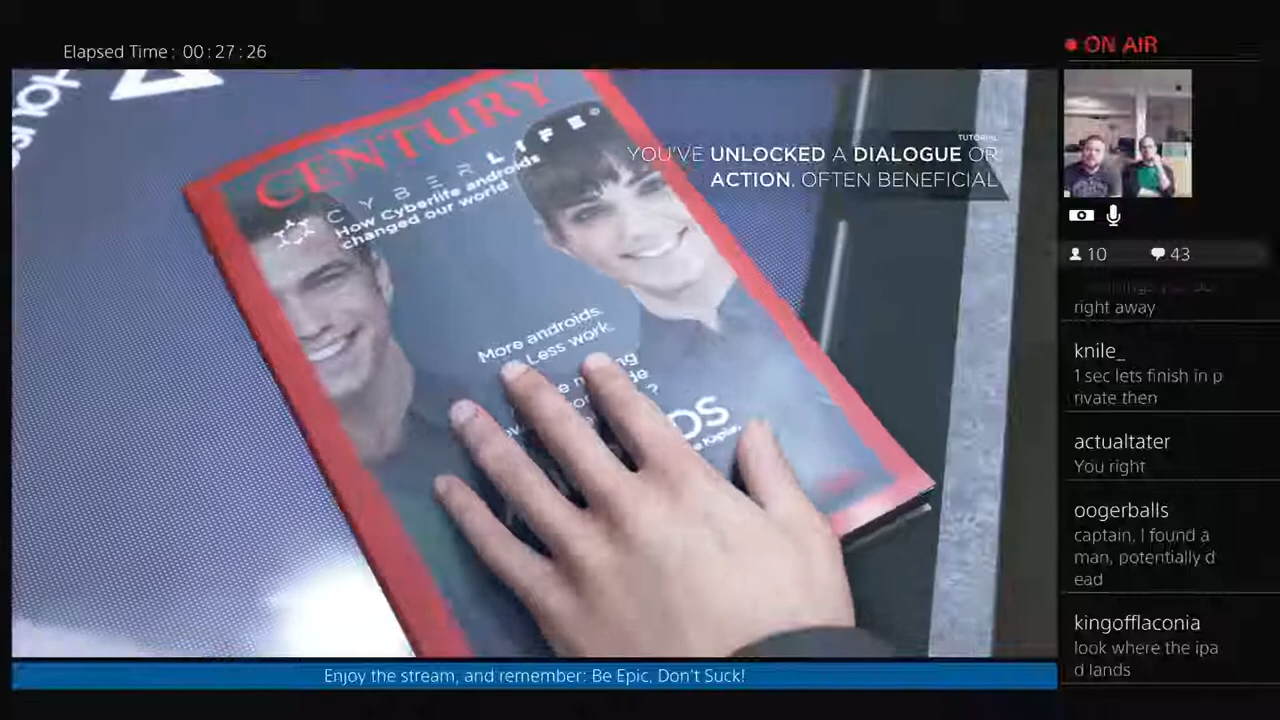 Elapsed Time: 00:27:26
ON AIR
CENTURY
CYBERLIFE
How Cyberlife androids
changed our world
More androids.
Less work.
TUTORIAL
YOU'VE UNLOCKED A DIALOGUE OR
ACTION. OFTEN BENEFICIAL
10
43
right away
knile_
1 sec lets finish in p
rivate then
actualtater
You right
oogerballs
captain, I found a
man, potentially d
ead
kingofflaconia
look where the ipa
d lands
Enjoy the stream, and remember: Be Epic, Don't Suck!